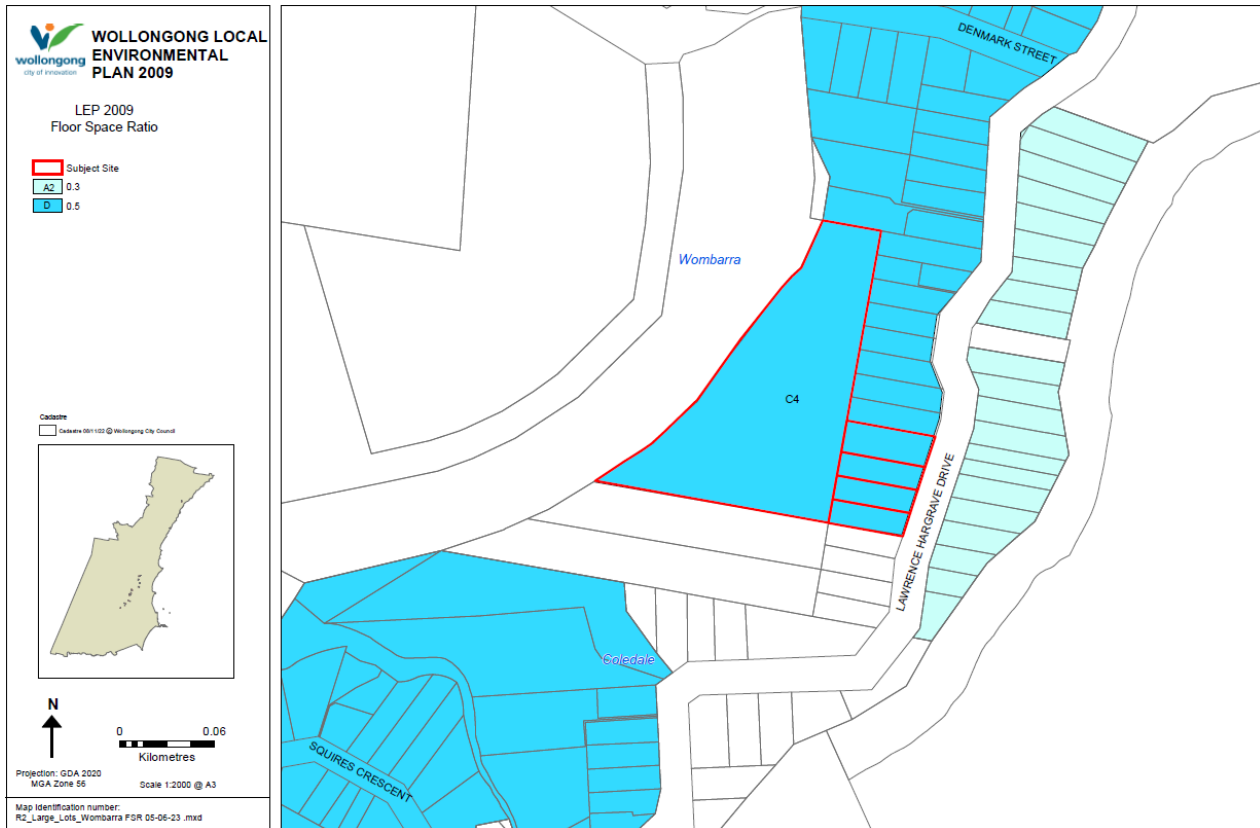 wollongong
city of innovation
WOLLONGONG LOCAL
ENVIRONMENTAL
PLAN 2009
LEP 2009
Floor Space Ratio
Subject Site
A2 0.3
D 0.5
Cadastre
Cadastre 08/11/22 © Wollongong City Council
N
0 0.06
Kilometres
Projection: GDA 2020
MGA Zone 56
Scale 1:2000 @ A3
Map identification number:
R2_Large_Lots_Wombarra FSR 05-06-23 .mxd
DENMARK STREET
Wombarra
C4
LAWRENCE HARGRAVE DRIVE
Coledale
SQUIRES CRESCENT